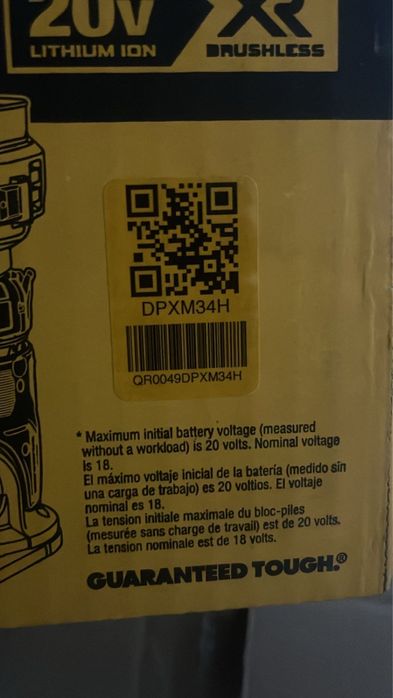 20V
XR
LITHIUM ION
BRUSHLESS
DPXM34H
QR0049DPXM34H
* Maximum initial battery voltage (measured
without a workload) is 20 volts. Nominal voltage
is 18.
El máximo voltaje inicial de la batería (medido sin
una carga de trabajo) es 20 voltios. El voltaje
nominal es 18.
La tension initiale maximale du bloc-piles
(mesurée sans charge de travail) est de 20 volts.
La tension nominale est de 18 volts.
GUARANTEED TOUGH.®